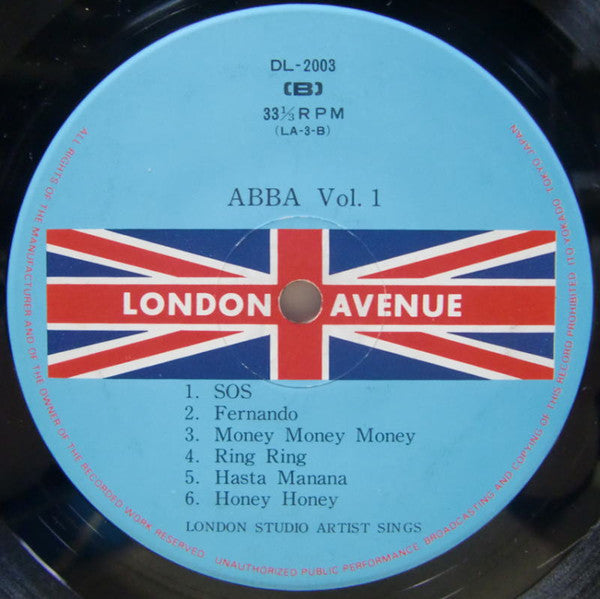 DL-2003
(B)
33⅓ RPM
(LA-3-B)
ABBA Vol. 1
LONDON AVENUE
1. SOS
2. Fernando
3. Money Money Money
4. Ring Ring
5. Hasta Manana
6. Honey Honey
LONDON STUDIO ARTIST SINGS
ALL RIGHTS OF THE MANUFACTURER AND OF THE OWNER OF THE RECORDED WORK RESERVED. UNAUTHORIZED PUBLIC PERFORMANCE BROADCASTING AND COPYING OF THIS RECORD PROHIBITED ITO-YOKADO, TOKYO JAPAN